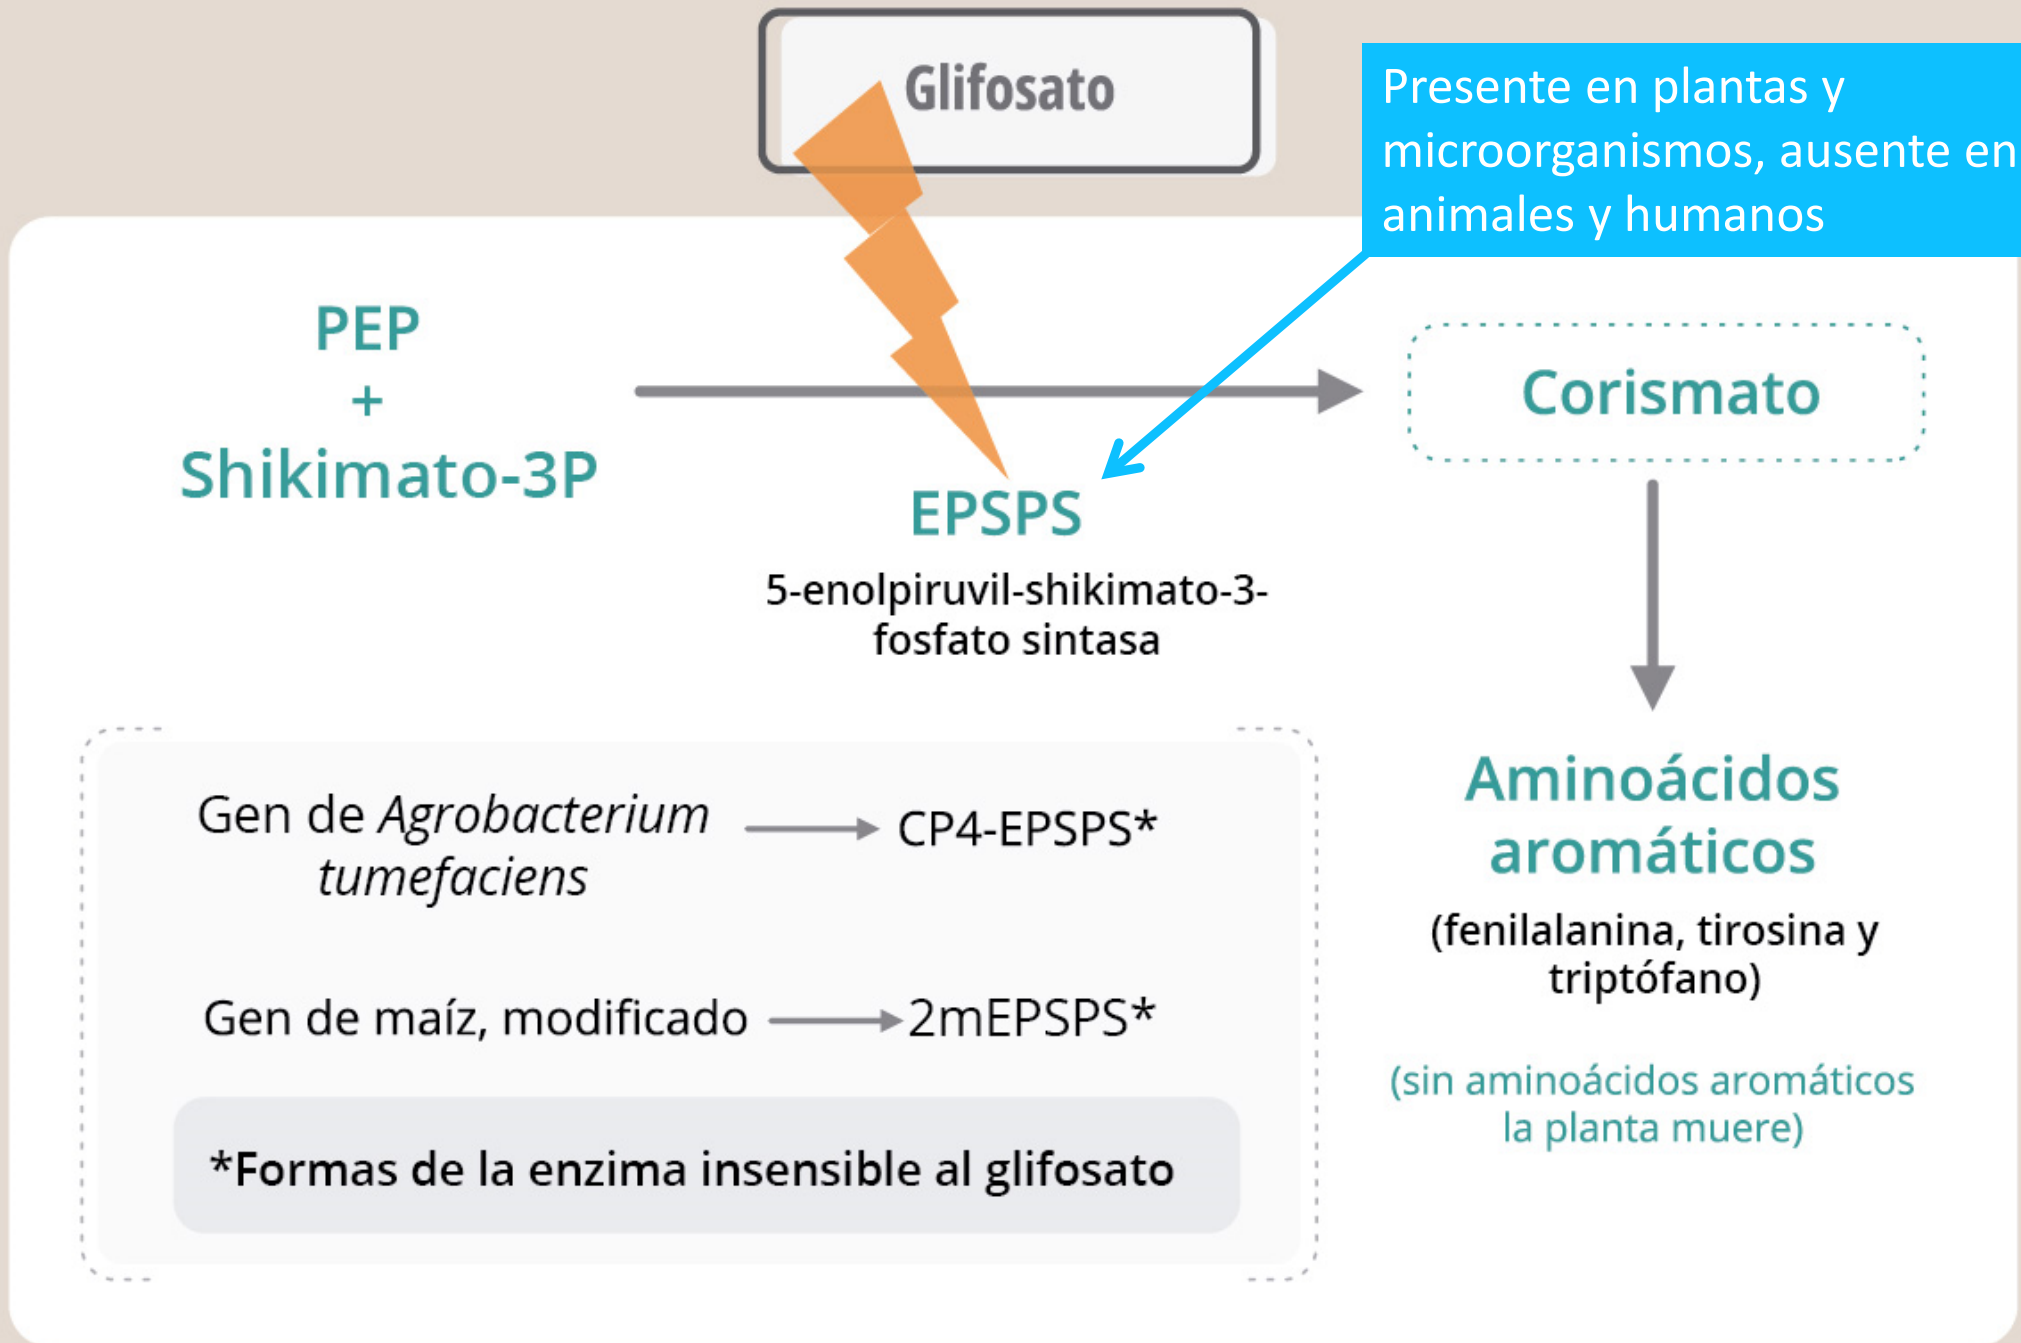 Glifosato
Presente en plantas y
microorganismos, ausente en
animales y humanos
PEP
+
Shikimato-3P
Corismato
EPSPS
5-enolpiruvil-shikimato-3-
fosfato sintasa
Gen de Agrobacterium
tumefaciens
CP4-EPSPS*
Gen de maíz, modificado
2mEPSPS*
*Formas de la enzima insensible al glifosato
Aminoácidos
aromáticos
(fenilalanina, tirosina y
triptófano)
(sin aminoácidos aromáticos
la planta muere)